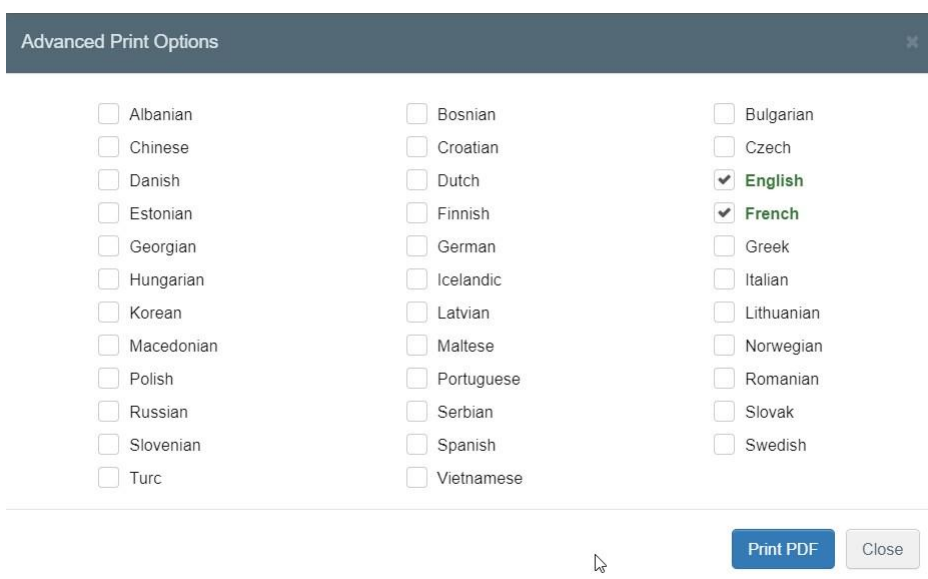 Advanced Print Options ×
Albanian Bosnian Bulgarian
Chinese Croatian Czech
Danish Dutch English
Estonian Finnish French
Georgian German Greek
Hungarian Icelandic Italian
Korean Latvian Lithuanian
Macedonian Maltese Norwegian
Polish Portuguese Romanian
Russian Serbian Slovak
Slovenian Spanish Swedish
Turc Vietnamese
Print PDF Close